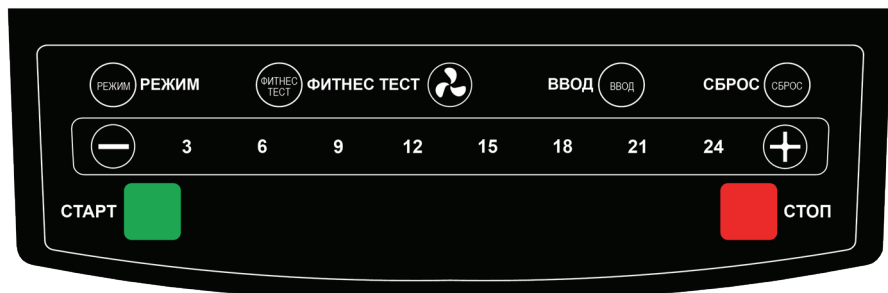 РЕЖИМ РЕЖИМ ФИТНЕС ТЕСТ ФИТНЕС ТЕСТ ВВОД ВВОД СБРОС СБРОС
3 6 9 12 15 18 21 24
СТАРТ СТОП